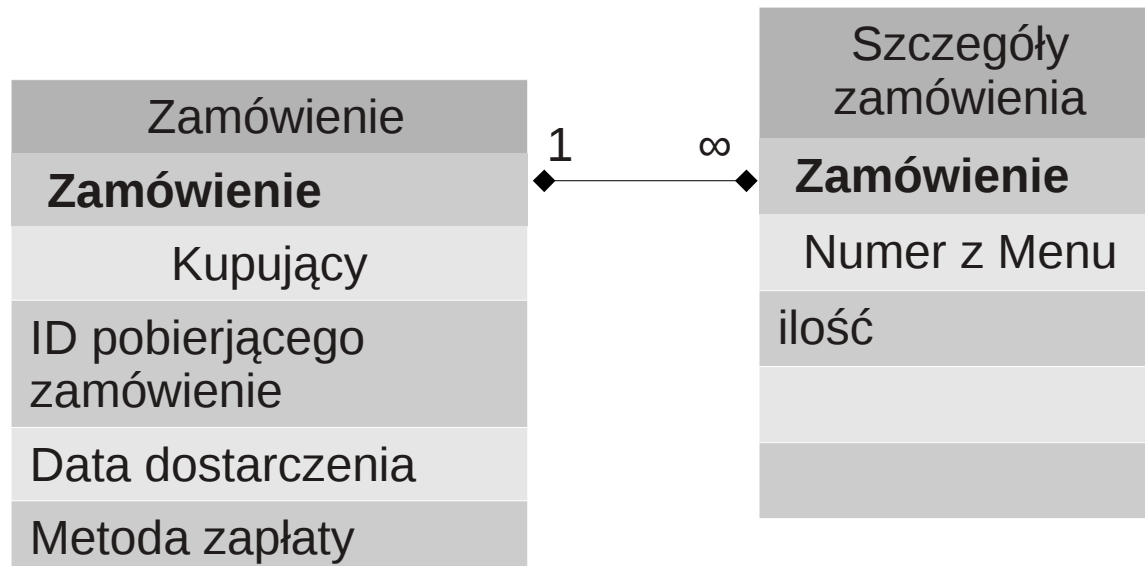 Zamówienie
Zamówienie
Kupujący
ID pobierjącego
zamówienie
Data dostarczenia
Metoda zapłaty
1 ∞
Szczegóły
zamówienia
Zamówienie
Numer z Menu
ilość